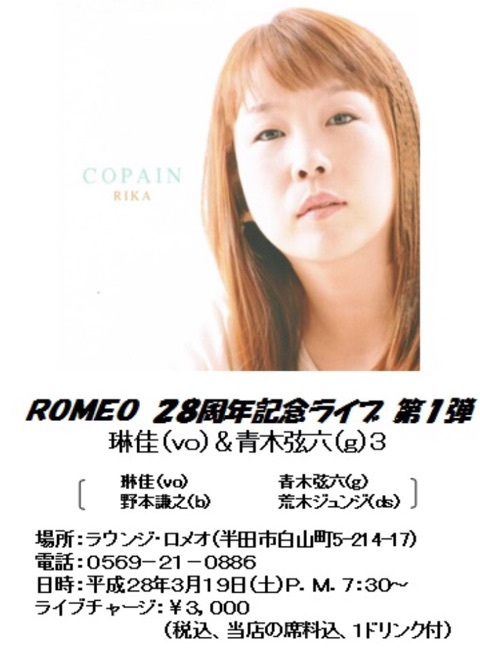 COPAIN
RIKA
ROMEO 28周年記念ライブ 第1弾
琳佳(vo)&青木弦六(g)3
琳佳(vo) 青木弦六(g)
野本謙之(b) 荒木ジュンジ(ds)
場所:ラウンジ・ロメオ(半田市白山町5-214-17)
電話:0569-21-0886
日時:平成28年3月19日(土)P.M.7:30~
ライブチャージ:¥3,000
(税込、当店の席料込、1ドリンク付)